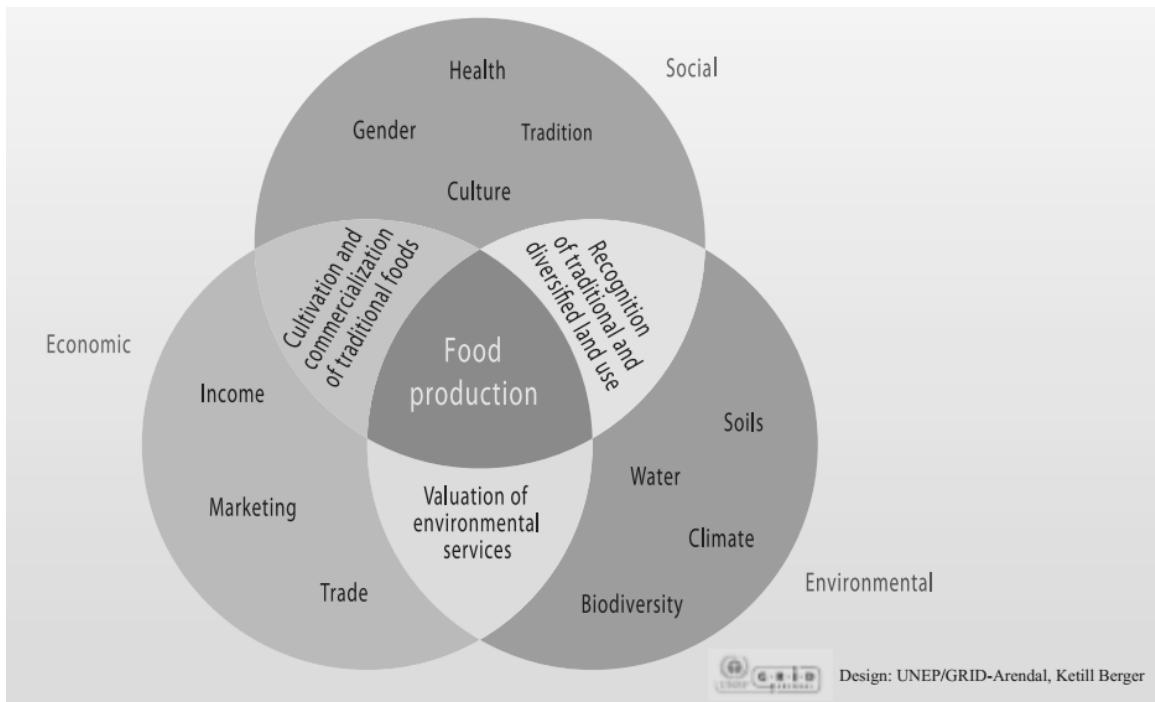 Health
Social
Gender
Tradition
Culture
Cultivation and
commercialization
of traditional foods
Recognition
of traditional and
diversified land use
Economic
Food
production
Income
Soils
Water
Marketing
Valuation of
environmental
services
Climate
Trade
Biodiversity
Environmental
UNEP
G R I D
Design: UNEP/GRID-Arendal, Ketill Berger